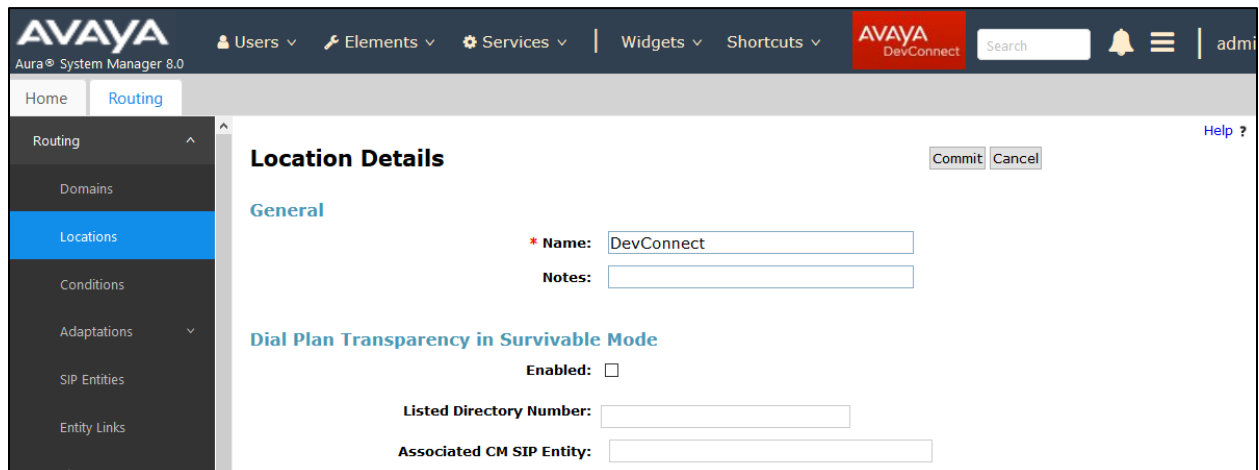 AVAYA
Aura® System Manager 8.0
Users
Elements
Services
Widgets
Shortcuts
AVAYA
DevConnect
Search
admi
Home
Routing
Help ?
Routing
Domains
Locations
Conditions
Adaptations
SIP Entities
Entity Links
Location Details
Commit
Cancel
General
* Name:
DevConnect
Notes:
Dial Plan Transparency in Survivable Mode
Enabled:
Listed Directory Number:
Associated CM SIP Entity: